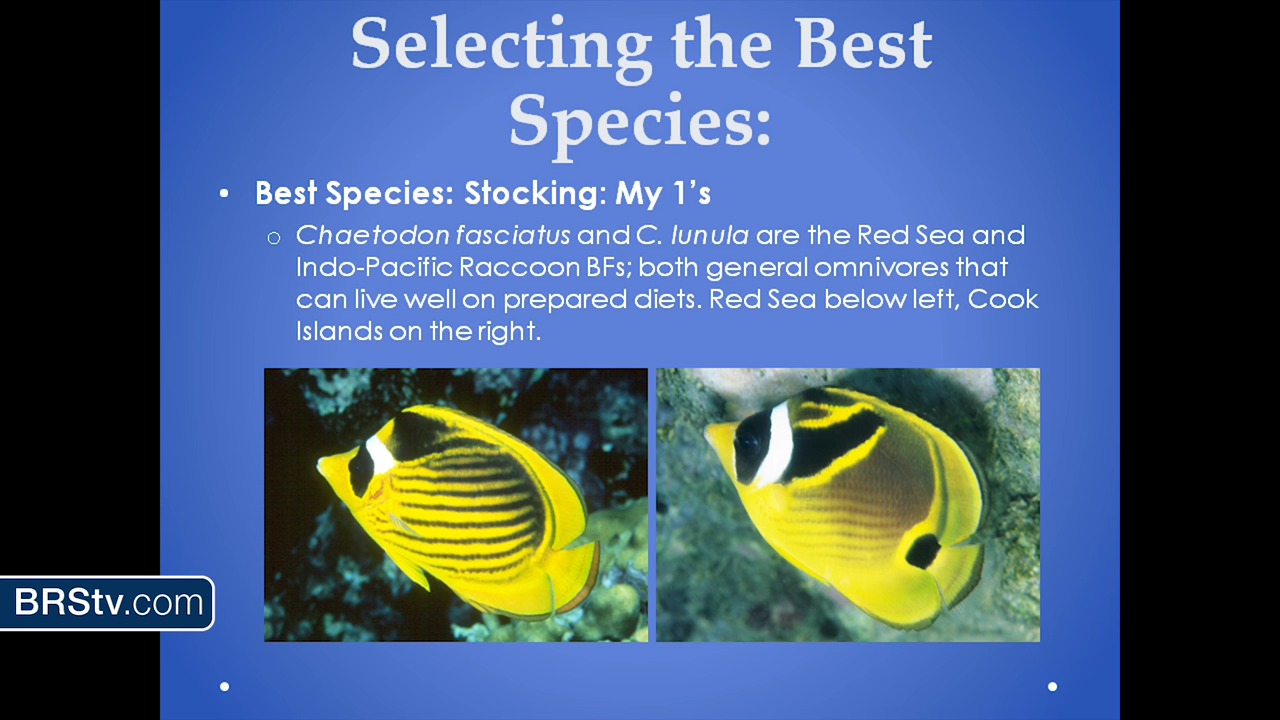 Selecting the Best
Species:
• Best Species: Stocking: My 1's
o Chaetodon fasciatus and C. lunula are the Red Sea and
Indo-Pacific Raccoon BFs; both general omnivores that
can live well on prepared diets. Red Sea below left, Cook
Islands on the right.
BRStv.com